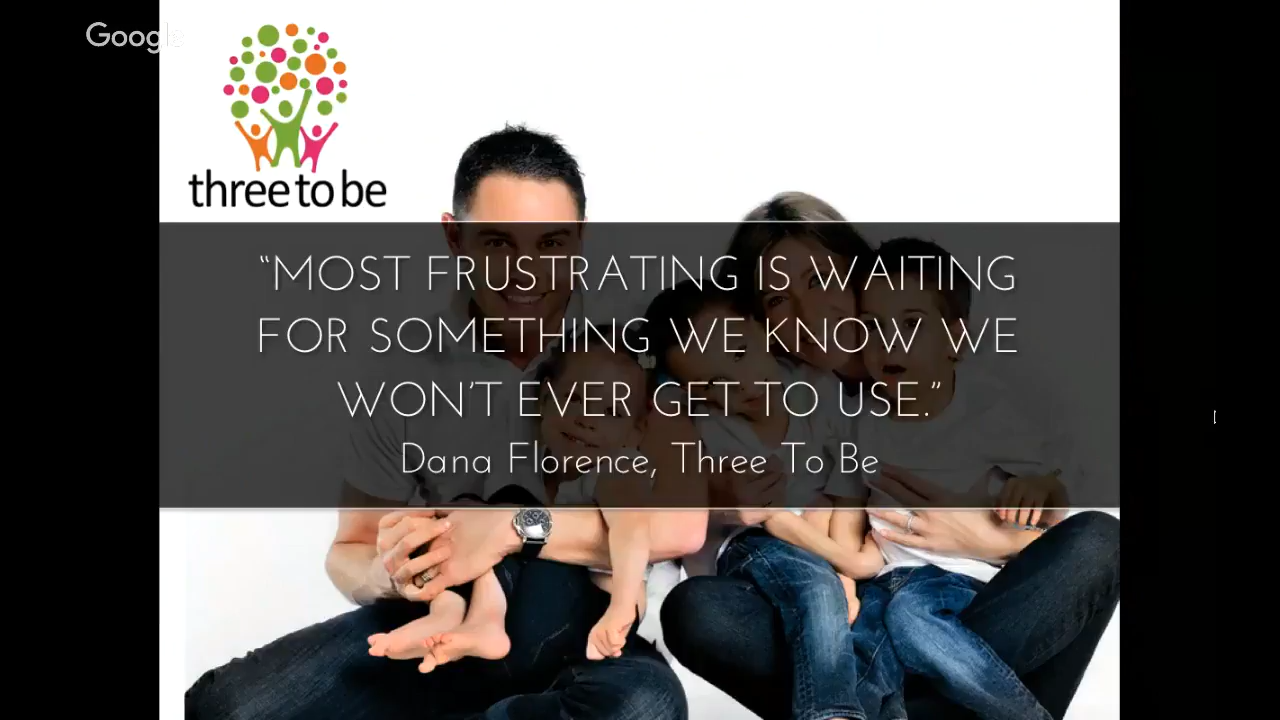 Google
three to be
“MOST FRUSTRATING IS WAITING
FOR SOMETHING WE KNOW WE
WON’T EVER GET TO USE.”
Dana Florence, Three To Be